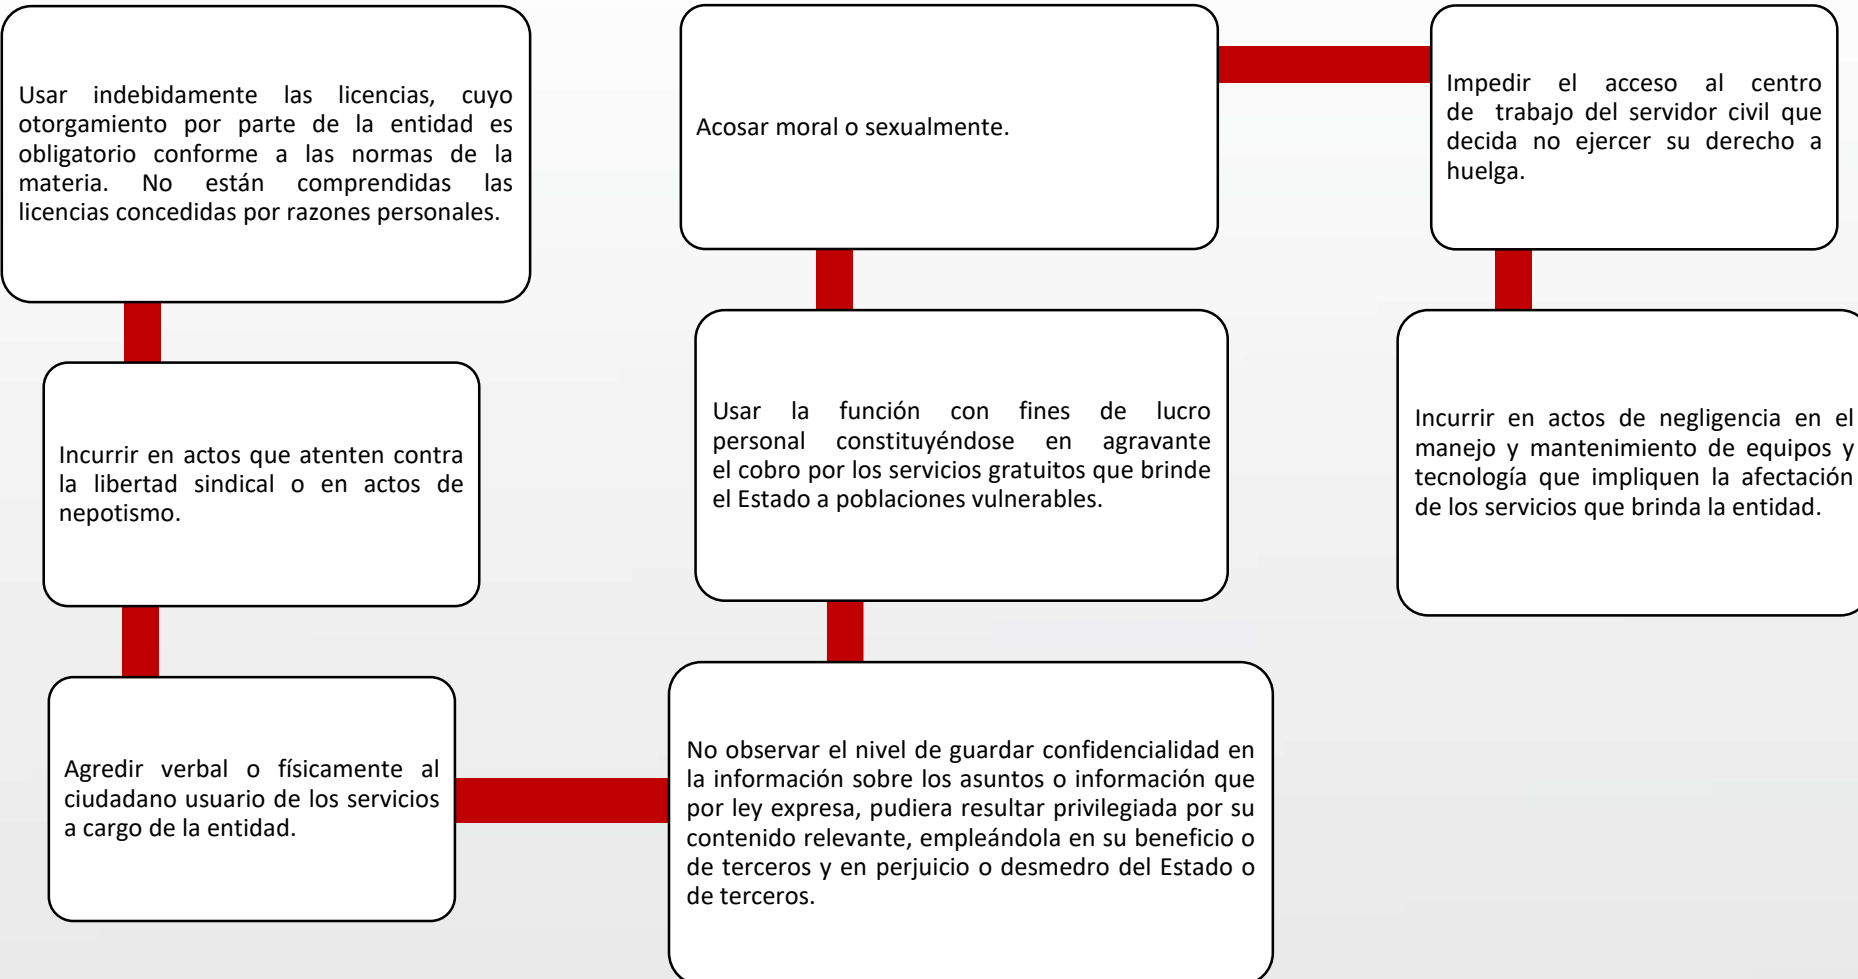 Usar indebidamente las licencias, cuyo
otorgamiento por parte de la entidad es
obligatorio conforme a las normas de la
materia. No están comprendidas las
licencias concedidas por razones personales.
Incurrir en actos que atenten contra
la libertad sindical o en actos de
nepotismo.
Agredir verbal o físicamente al
ciudadano usuario de los servicios
a cargo de la entidad.
No observar el nivel de guardar confidencialidad en
la información sobre los asuntos o información que
por ley expresa, pudiera resultar privilegiada por su
contenido relevante, empleándola en su beneficio o
de terceros y en perjuicio o desmedro del Estado o
de terceros.
Usar la función con fines de lucro
personal constituyéndose en agravante
el cobro por los servicios gratuitos que brinde
el Estado a poblaciones vulnerables.
Acosar moral o sexualmente.
Impedir el acceso al centro
de trabajo del servidor civil que
decida no ejercer su derecho a
huelga.
Incurrir en actos de negligencia en el
manejo y mantenimiento de equipos y
tecnología que impliquen la afectación
de los servicios que brinda la entidad.